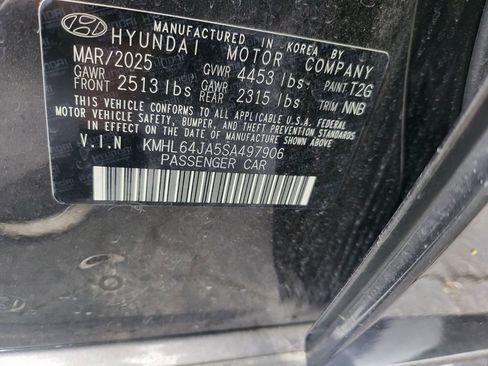 MANUFACTURED IN KOREA BY
HYUNDAI MOTOR COMPANY
MAR/2025 GVWR 4453 lbs PAINT T2G
GAWR FRONT 2513 lbs GAWR REAR 2315 lbs TRIM NNB
THIS VEHICLE CONFORMS TO ALL APPLICABLE U.S.A. FEDERAL
MOTOR VEHICLE SAFETY, BUMPER, AND THEFT PREVENTION
STANDARDS IN EFFECT ON THE DATE OF MANUFACTURE SHOWN ABOVE.
V.I.N KMHL64JA5SA497906
PASSENGER CAR